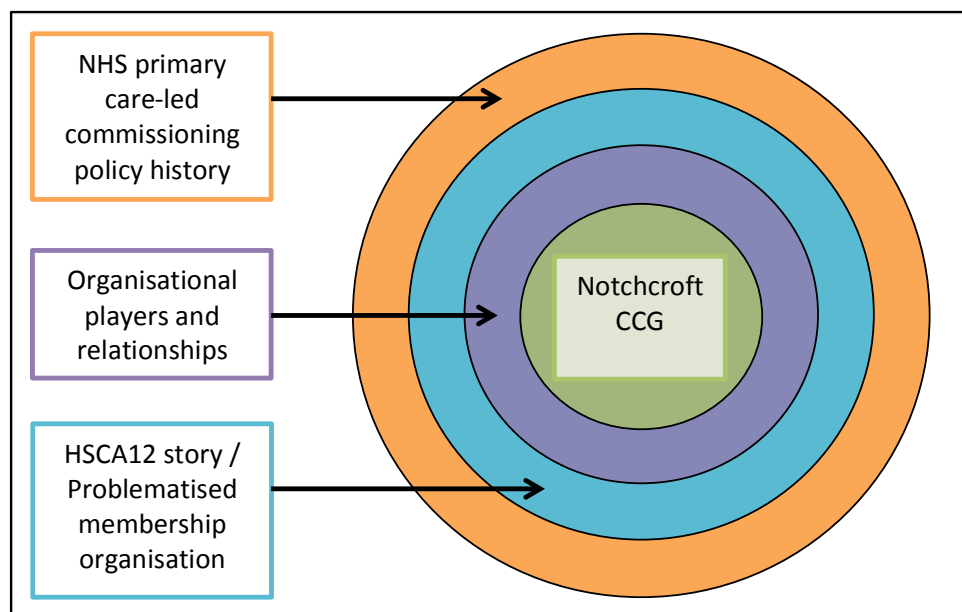 NHS primary
care-led
commissioning
policy history
Organisational
players and
relationships
HSCA12 story /
Problematised
membership
organisation
Notchcroft
CCG